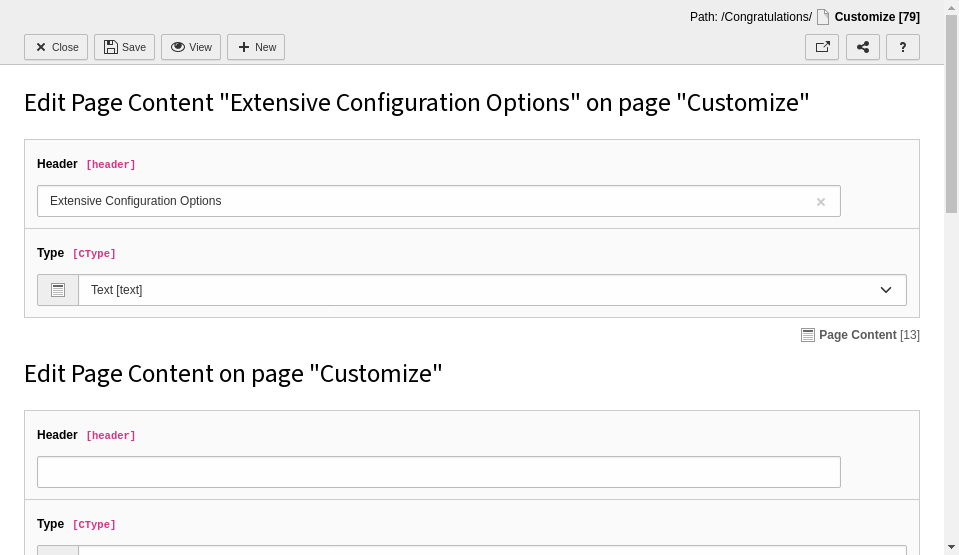 Path: /Congratulations/ Customize [79]
Close Save View New ?
Edit Page Content "Extensive Configuration Options" on page "Customize"
Header [header]
Extensive Configuration Options
Type [CType]
Text [text]
Page Content [13]
Edit Page Content on page "Customize"
Header [header]
Type [CType]